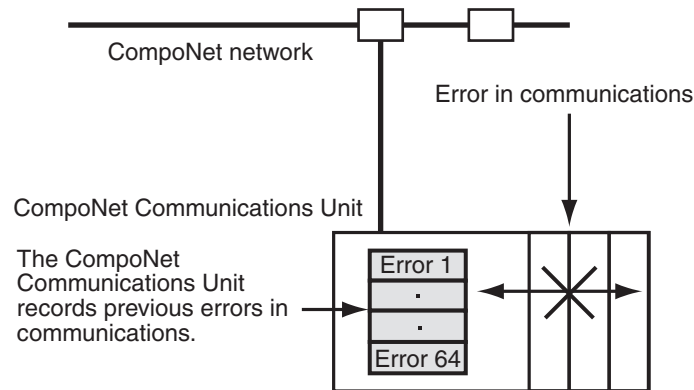 CompoNet network
Error in communications
CompoNet Communications Unit
The CompoNet
Communications Unit
records previous errors in
communications.
Error 1
.
.
Error 64